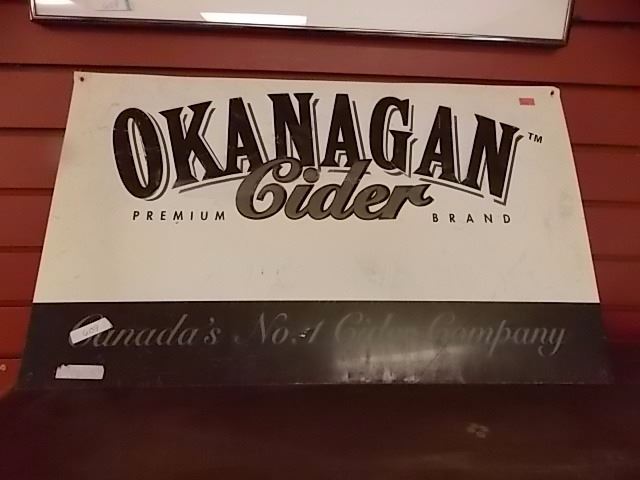 OKANAGAN™
Cider
PREMIUM BRAND
Canada's No.1 Cider Company